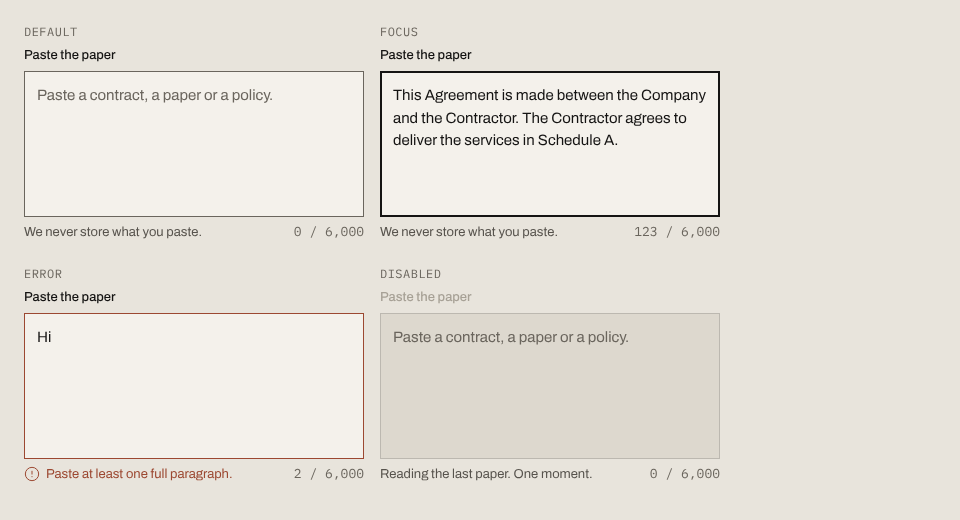 DEFAULT
Paste the paper
Paste a contract, a paper or a policy.
We never store what you paste.
0 / 6,000
FOCUS
Paste the paper
This Agreement is made between the Company
and the Contractor. The Contractor agrees to
deliver the services in Schedule A.
We never store what you paste.
123 / 6,000
ERROR
Paste the paper
Hi
Paste at least one full paragraph.
2 / 6,000
DISABLED
Paste the paper
Paste a contract, a paper or a policy.
Reading the last paper. One moment.
0 / 6,000